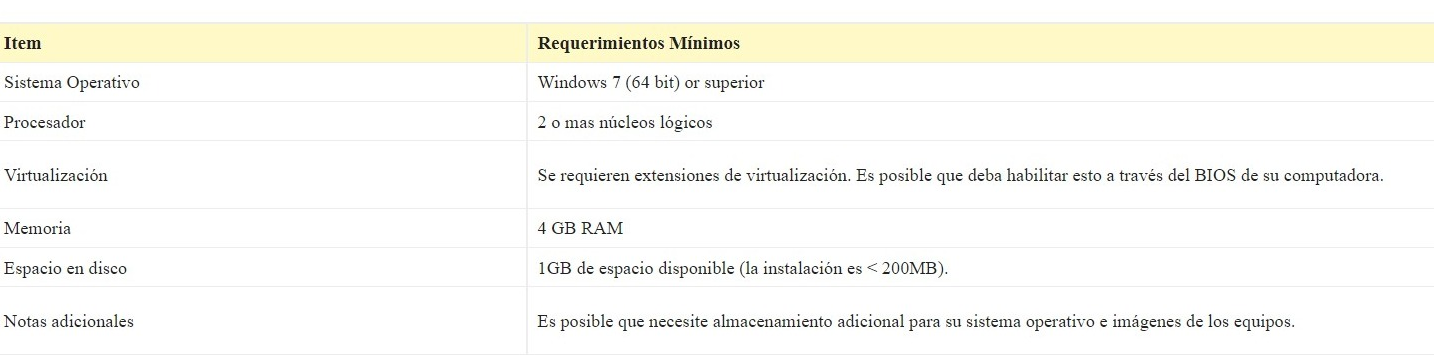 Item Requerimientos Mínimos
Sistema Operativo Windows 7 (64 bit) or superior
Procesador 2 o mas núcleos lógicos
Virtualización Se requieren extensiones de virtualización. Es posible que deba habilitar esto a través del BIOS de su computadora.
Memoria 4 GB RAM
Espacio en disco 1GB de espacio disponible (la instalación es < 200MB).
Notas adicionales Es posible que necesite almacenamiento adicional para su sistema operativo e imágenes de los equipos.